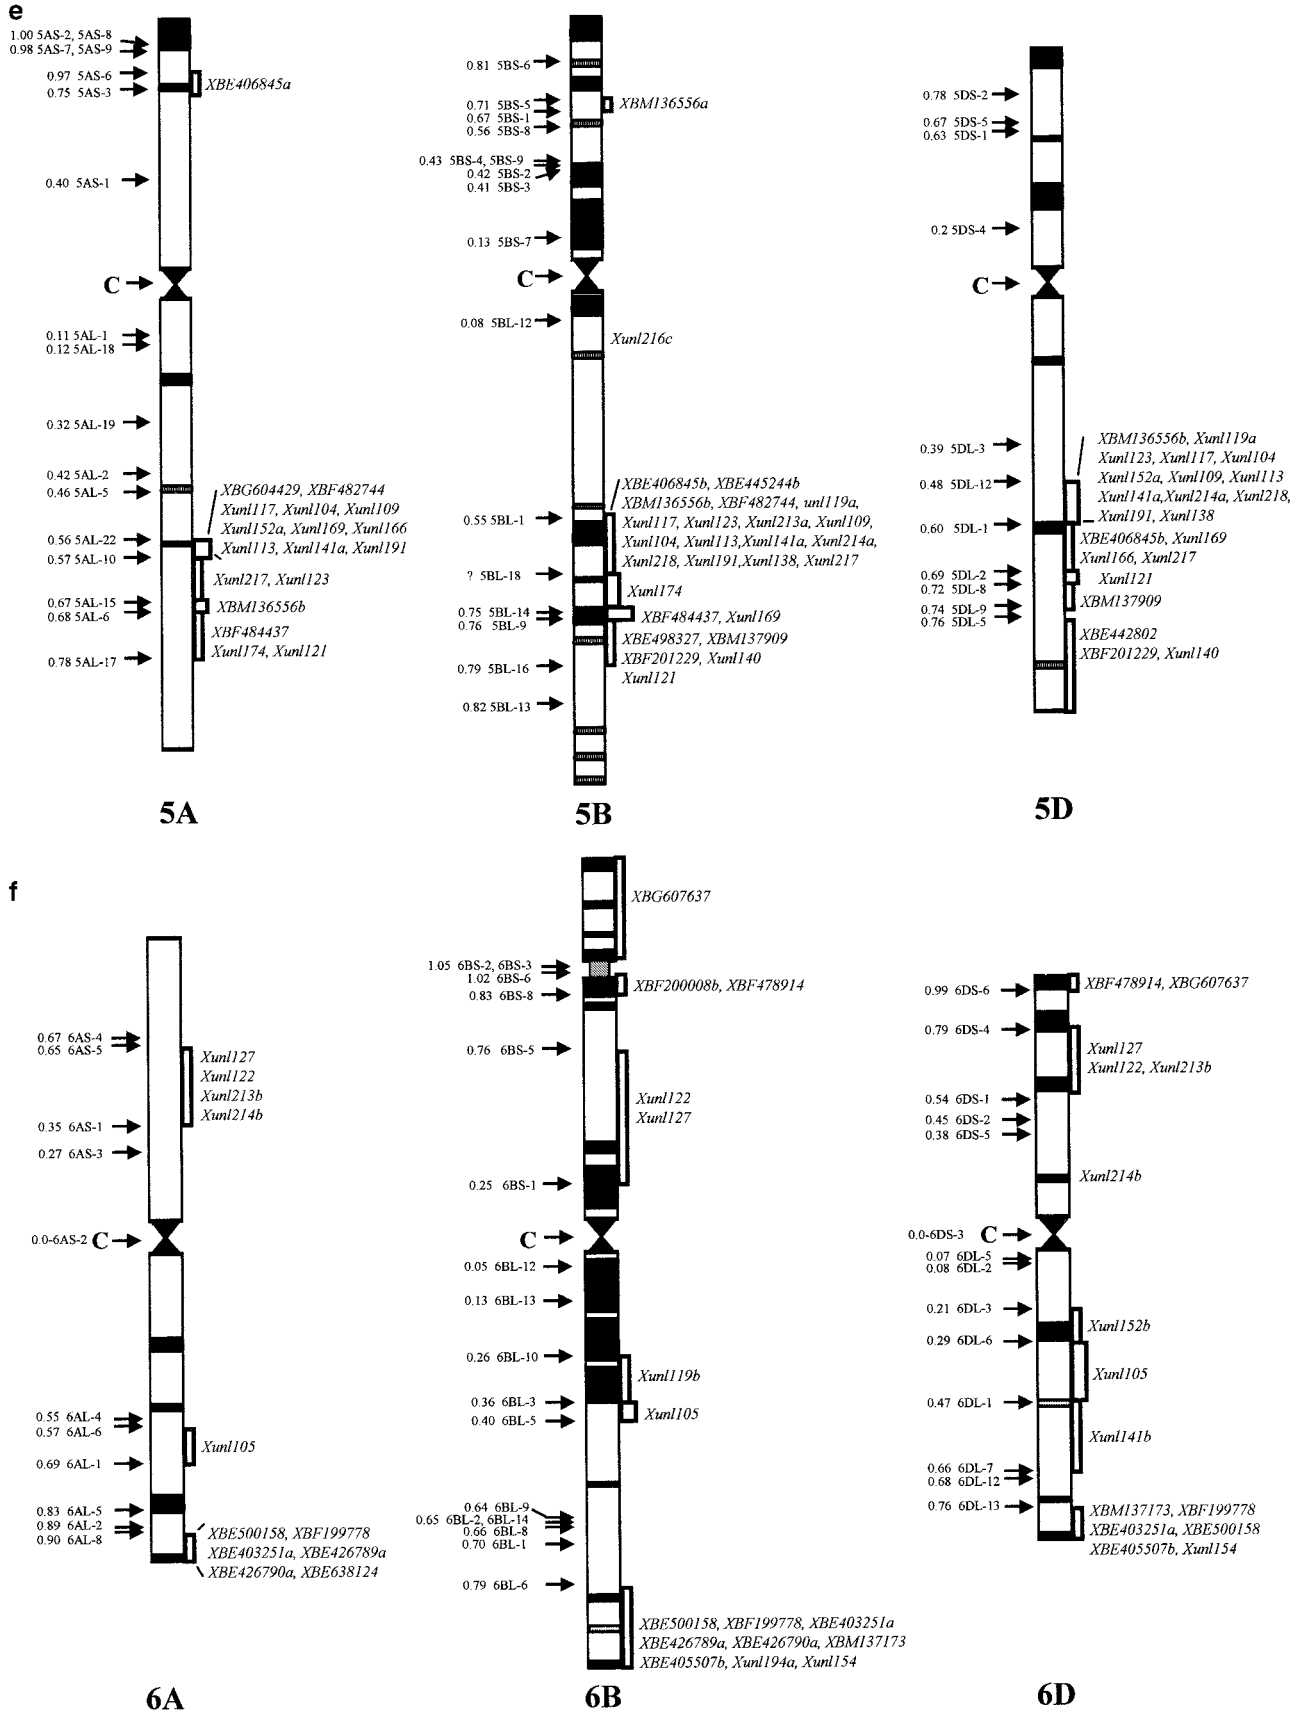 e
1.00 5AS-2, 5AS-8
0.98 5AS-7, 5AS-9
0.97 5AS-6
0.75 5AS-3
XBE406845a
0.40 5AS-1
C
0.11 5AL-1
0.12 5AL-18
0.32 5AL-19
0.42 5AL-2
0.46 5AL-5
XBG604429, XBF482744
Xunl117, Xunl104, Xunl109
Xunl152a, Xunl169, Xunl166
Xunl113, Xunl141a, Xunl191
0.56 5AL-22
0.57 5AL-10
Xunl217, Xunl123
0.67 5AL-15
0.68 5AL-6
XBM136556b
XBF484437
Xunl174, Xunl121
0.78 5AL-17
5A
0.81 5BS-6
0.71 5BS-5
0.67 5BS-1
0.56 5BS-8
XBM136556a
0.43 5BS-4, 5BS-9
0.42 5BS-2
0.41 5BS-3
0.13 5BS-7
C
0.08 5BL-12
Xunl216c
XBE406845b, XBE445244b
XBM136556b, XBF482744, unl119a,
Xunl117, Xunl123, Xunl213a, Xunl109,
Xunl104, Xunl113,Xunl141a, Xunl214a,
Xunl218, Xunl191,Xunl138, Xunl217
0.55 5BL-1
? 5BL-18
Xunl174
0.75 5BL-14
0.76 5BL-9
XBF484437, Xunl169
XBE498327, XBM137909
XBF201229, Xunl140
Xunl121
0.79 5BL-16
0.82 5BL-13
5B
0.78 5DS-2
0.67 5DS-5
0.63 5DS-1
0.2 5DS-4
C
0.39 5DL-3
0.48 5DL-12
XBM136556b, Xunl119a
Xunl123, Xunl117, Xunl104
Xunl152a, Xunl109, Xunl113
Xunl141a,Xunl214a, Xunl218,
Xunl191, Xunl138
0.60 5DL-1
XBE406845b, Xunl169
Xunl166, Xunl217
0.69 5DL-2
0.72 5DL-8
Xunl121
XBM137909
0.74 5DL-9
0.76 5DL-5
XBE442802
XBF201229, Xunl140
5D
f
0.67 6AS-4
0.65 6AS-5
Xunl127
Xunl122
Xunl213b
Xunl214b
0.35 6AS-1
0.27 6AS-3
0.0-6AS-2 C
0.55 6AL-4
0.57 6AL-6
Xunl105
0.69 6AL-1
0.83 6AL-5
0.89 6AL-2
0.90 6AL-8
XBE500158, XBF199778
XBE403251a, XBE426789a
XBE426790a, XBE638124
6A
XBG607637
1.05 6BS-2, 6BS-3
1.02 6BS-6
0.83 6BS-8
XBF200008b, XBF478914
0.76 6BS-5
Xunl122
Xunl127
0.25 6BS-1
C
0.05 6BL-12
0.13 6BL-13
0.26 6BL-10
Xunl119b
0.36 6BL-3
0.40 6BL-5
Xunl105
0.64 6BL-9
0.65 6BL-2, 6BL-14
0.66 6BL-8
0.70 6BL-1
0.79 6BL-6
XBE500158, XBF199778, XBE403251a
XBE426789a, XBE426790a, XBM137173
XBE405507b, Xunl194a, Xunl154
6B
0.99 6DS-6
XBF478914, XBG607637
0.79 6DS-4
Xunl127
Xunl122, Xunl213b
0.54 6DS-1
0.45 6DS-2
0.38 6DS-5
Xunl214b
0.0-6DS-3 C
0.07 6DL-5
0.08 6DL-2
0.21 6DL-3
Xunl152b
0.29 6DL-6
Xunl105
0.47 6DL-1
Xunl141b
0.66 6DL-7
0.68 6DL-12
0.76 6DL-13
XBM137173, XBF199778
XBE403251a, XBE500158
XBE405507b, Xunl154
6D